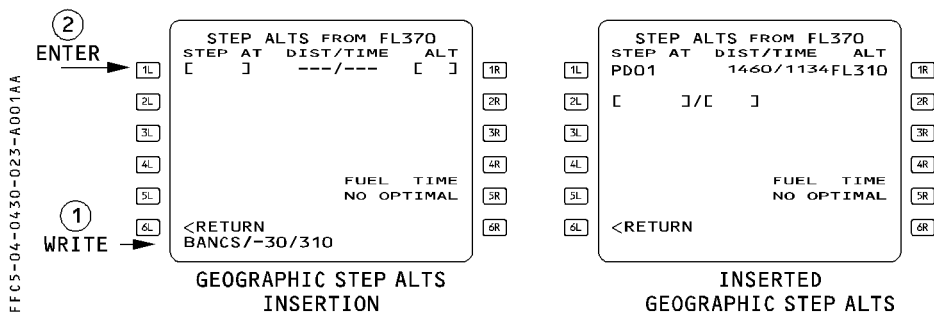 2
ENTER
1
WRITE
FFC5-04-0430-023-A001AA
STEP ALTS FROM FL370
STEP AT DIST/TIME ALT
1L [ ] ---/--- [ ] 1R
2L 2R
3L 3R
4L 4R
FUEL TIME
5L NO OPTIMAL 5R
6L <RETURN 6R
BANCS/-30/310
GEOGRAPHIC STEP ALTS
INSERTION
STEP ALTS FROM FL370
STEP AT DIST/TIME ALT
1L PD01 1460/1134FL310 1R
2L [ ]/[ ] 2R
3L 3R
4L 4R
FUEL TIME
5L NO OPTIMAL 5R
6L <RETURN 6R
INSERTED
GEOGRAPHIC STEP ALTS